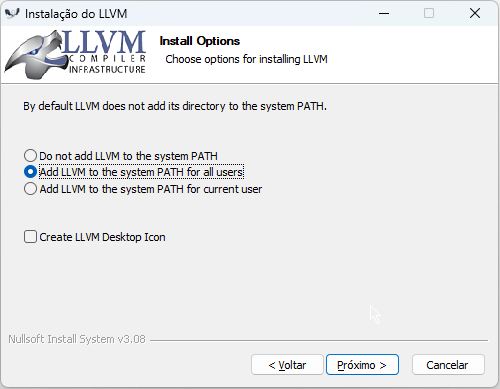 Instalação do LLVM
LLVM
COMPILER
INFRASTRUCTURE
Install Options
Choose options for installing LLVM
By default LLVM does not add its directory to the system PATH.
Do not add LLVM to the system PATH
Add LLVM to the system PATH for all users
Add LLVM to the system PATH for current user
Create LLVM Desktop Icon
Nullsoft Install System v3.08
< Voltar
Próximo >
Cancelar